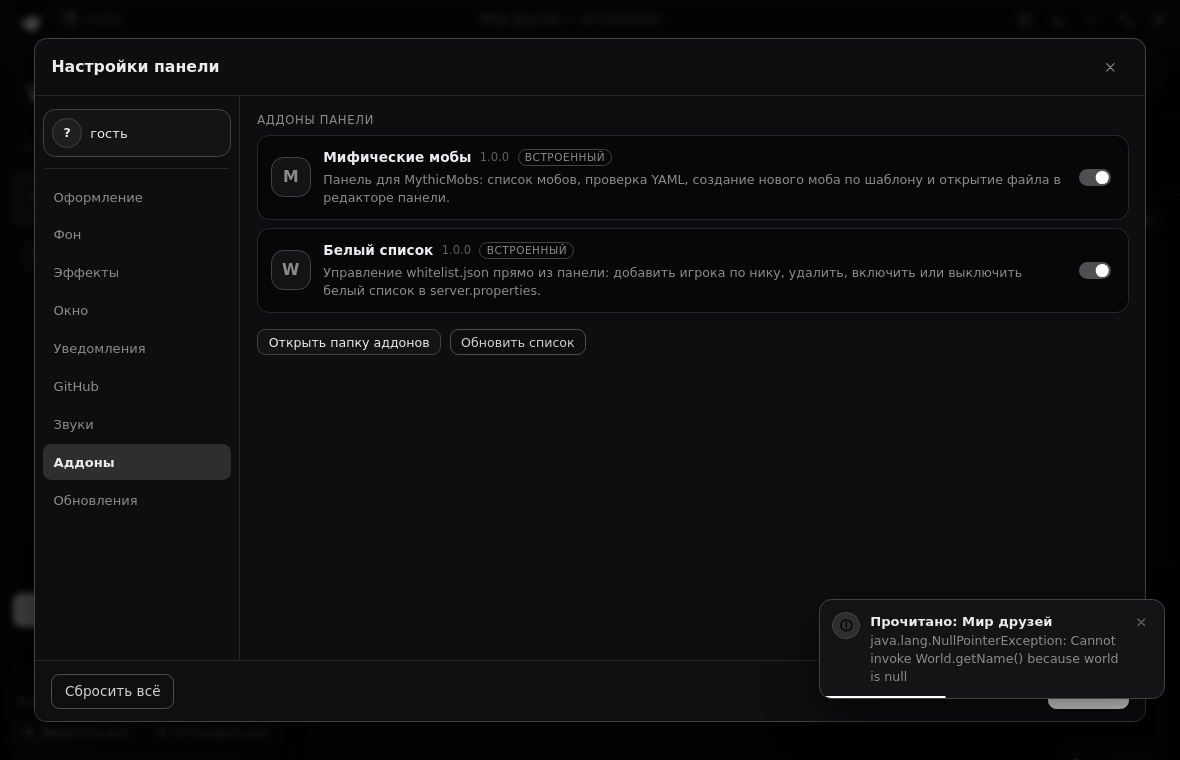 Настройки панели
?
гость
Оформление
Фон
Эффекты
Окно
Уведомления
GitHub
Звуки
Аддоны
Обновления
АДДОНЫ ПАНЕЛИ
M
Мифические мобы 1.0.0 ВСТРОЕННЫЙ
Панель для MythicMobs: список мобов, проверка YAML, создание нового моба по шаблону и открытие файла в
редакторе панели.
W
Белый список 1.0.0 ВСТРОЕННЫЙ
Управление whitelist.json прямо из панели: добавить игрока по нику, удалить, включить или выключить
белый список в server.properties.
Открыть папку аддонов
Обновить список
Прочитано: Мир друзей
java.lang.NullPointerException: Cannot
invoke World.getName() because world
is null
Сбросить всё